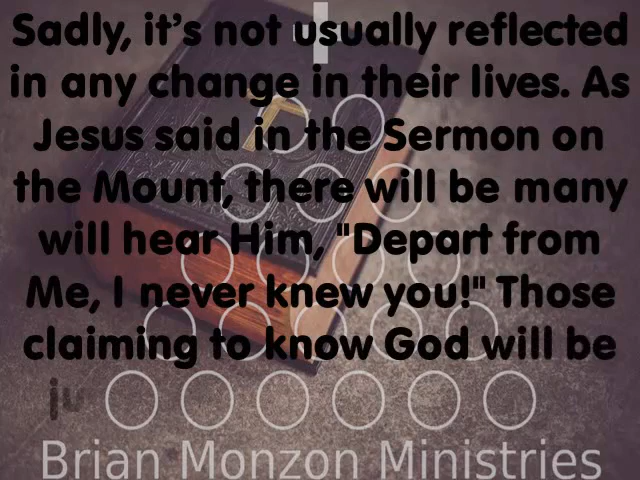 Sadly, it’s not usually reflected
in any change in their lives. As
Jesus said in the Sermon on
the Mount, there will be many
will hear Him, "Depart from
Me, I never knew you!" Those
claiming to know God will be
ju
Brian Monzon Ministries